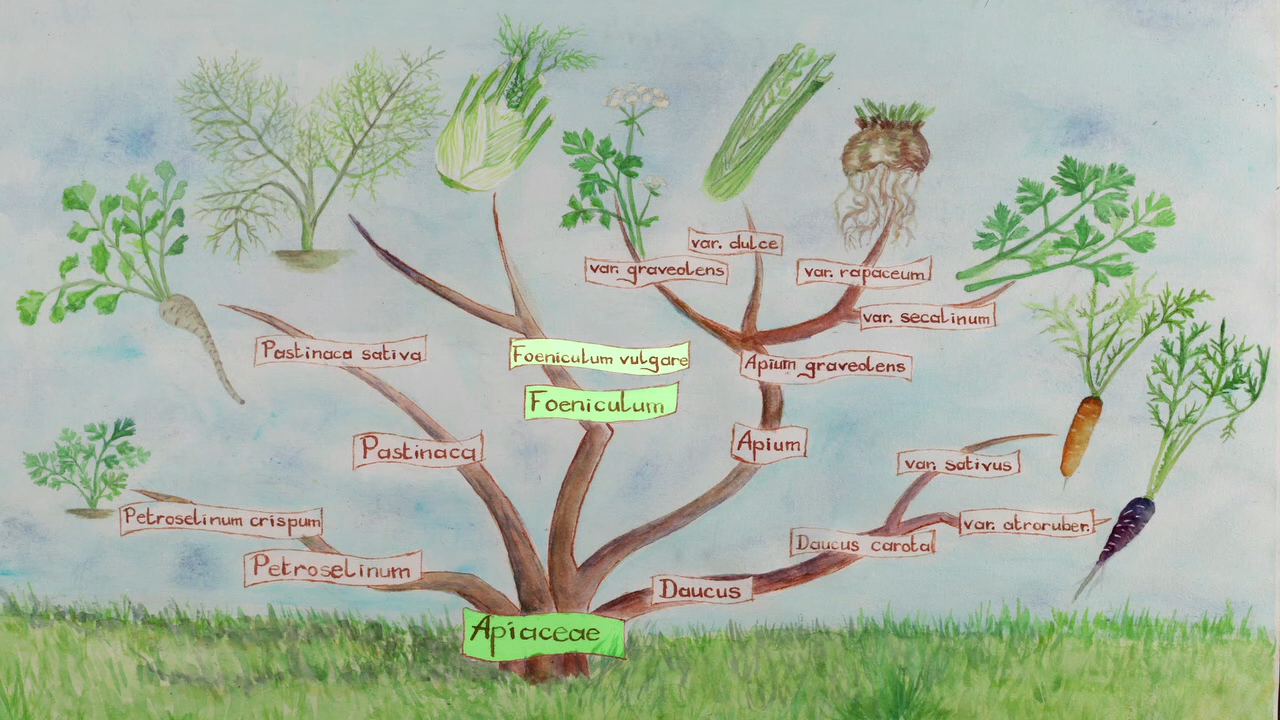 var. dulce
var. graveolens
var. rapaceum
var. secalinum
Pastinaca sativa
Foeniculum vulgare
Apium graveolens
Foeniculum
Pastinaca
Apium
var. sativus
Petroselinum crispum
var. atroruber.
Daucus carota
Petroselinum
Daucus
Apiaceae